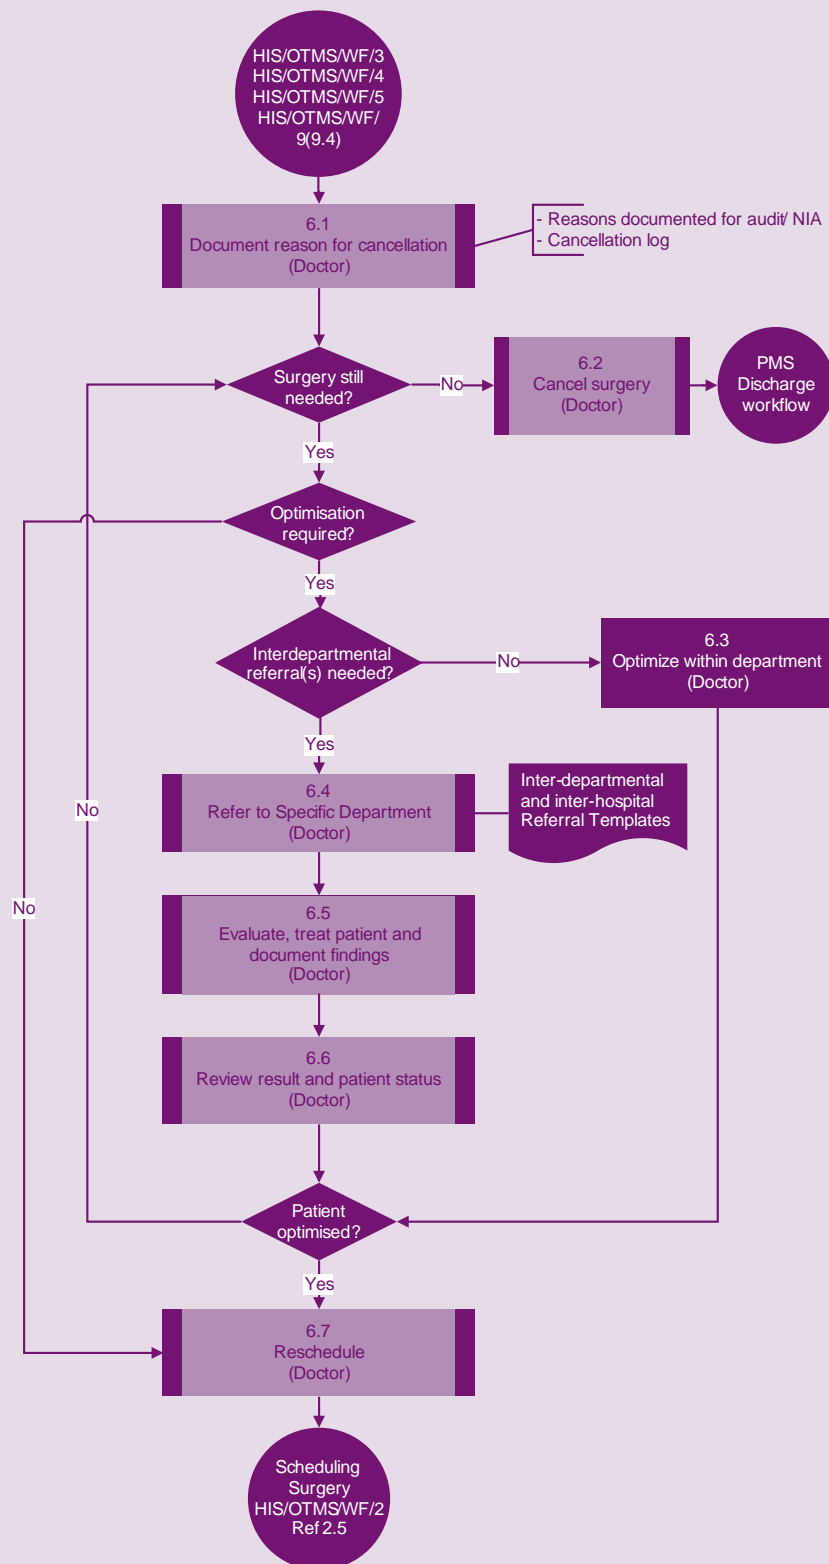 HIS/OTMS/WF/3
HIS/OTMS/WF/4
HIS/OTMS/WF/5
HIS/OTMS/WF/
9(9.4)
6.1
Document reason for cancellation
(Doctor)
- Reasons documented for audit/ NIA
- Cancellation log
Surgery still
needed?
No
6.2
Cancel surgery
(Doctor)
PMS
Discharge
workflow
Yes
Optimisation
required?
Yes
Interdepartmental
referral(s) needed?
No
6.3
Optimize within department
(Doctor)
Yes
6.4
Refer to Specific Department
(Doctor)
Inter-departmental
and inter-hospital
Referral Templates
No
No
6.5
Evaluate, treat patient and
document findings
(Doctor)
6.6
Review result and patient status
(Doctor)
Patient
optimised?
Yes
6.7
Reschedule
(Doctor)
Scheduling
Surgery
HIS/OTMS/WF/2
Ref 2.5